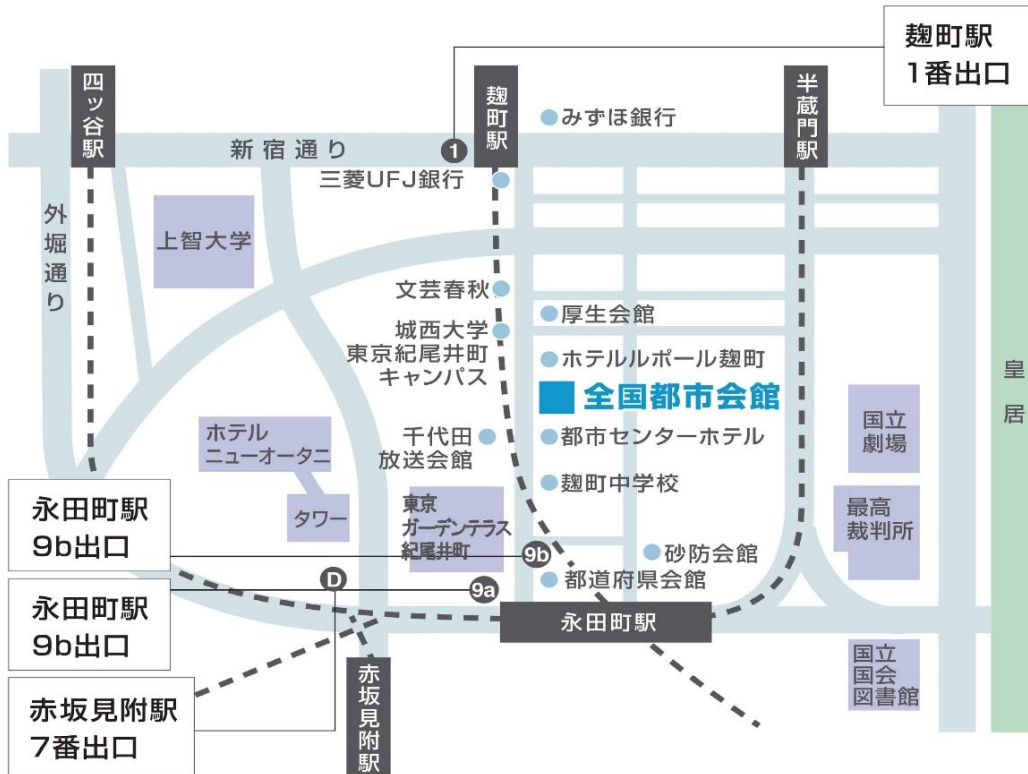 麹町駅
1番出口
四ッ谷駅
麹町駅
半蔵門駅
みずほ銀行
新宿通り
1
三菱UFJ銀行
外堀通り
上智大学
文芸春秋
厚生会館
城西大学
東京紀尾井町
キャンパス
ホテルルポール麹町
皇居
全国都市会館
国立
劇場
ホテル
ニューオータニ
千代田
放送会館
都市センターホテル
麹町中学校
永田町駅
9b出口
タワー
東京
ガーデンテラス
紀尾井町
最高
裁判所
9b
砂防会館
都道府県会館
D
9a
永田町駅
9b出口
永田町駅
国立
国会
図書館
赤坂見附駅
7番出口
赤坂見附駅